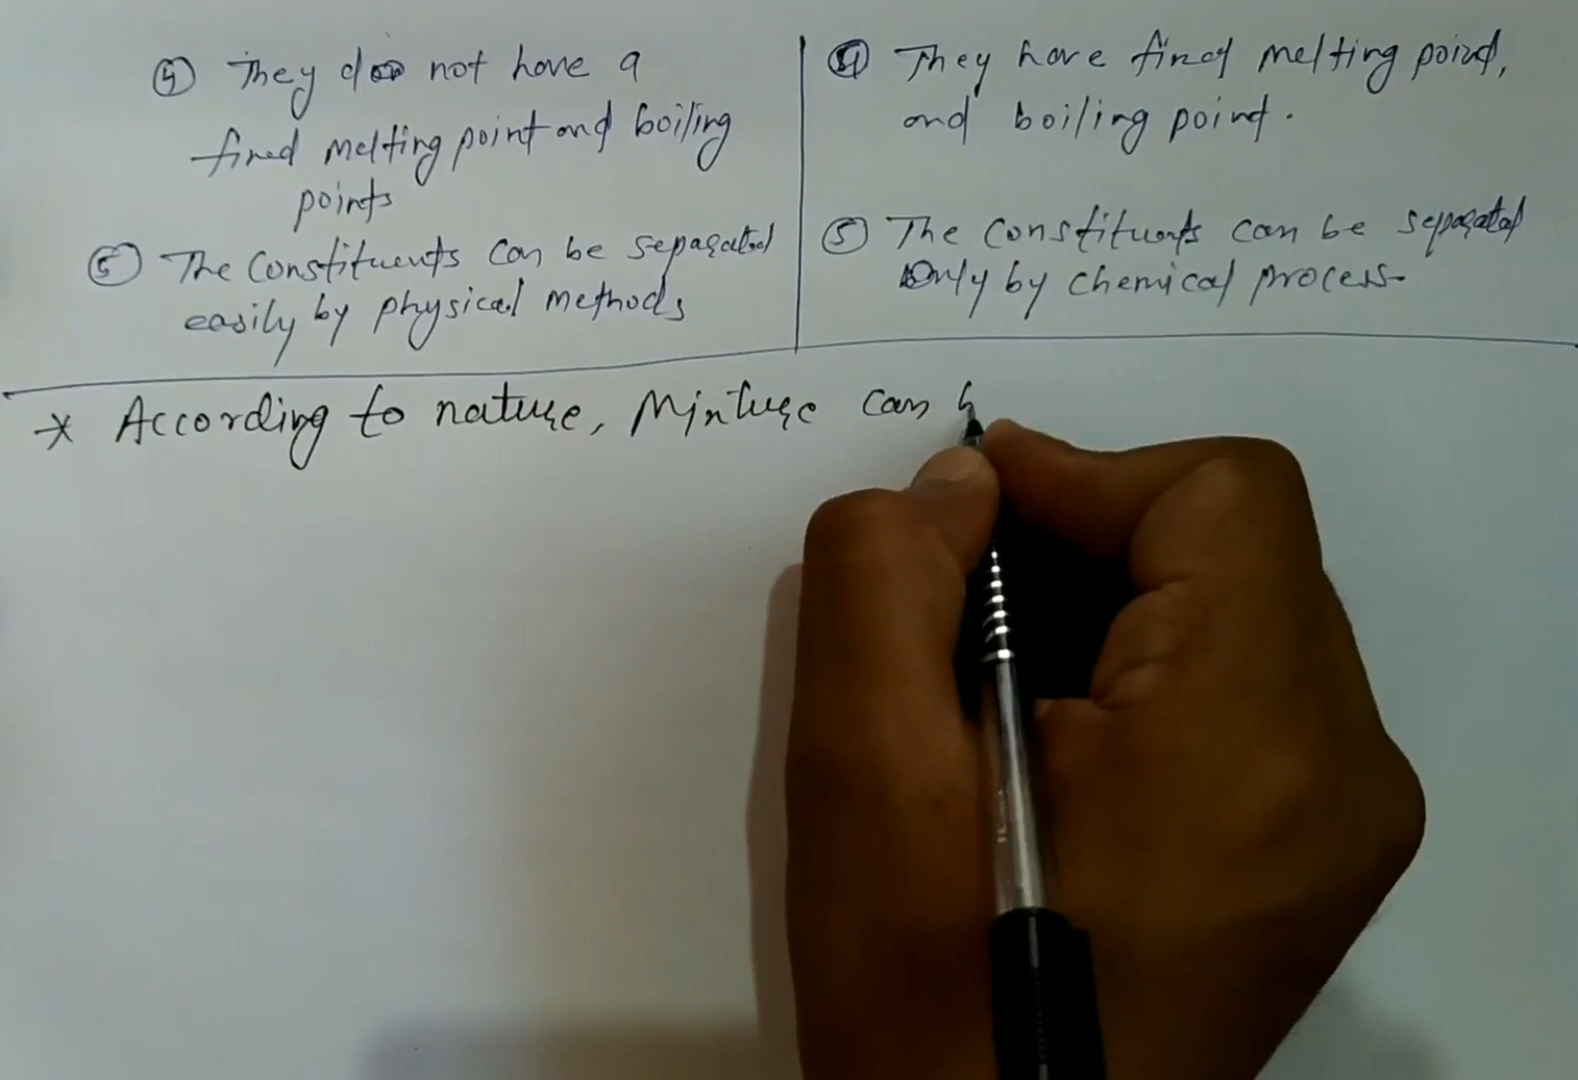 ④ They do not have a
fixed melting point and boiling
points
⑤ The Constituents can be separated
easily by physical methods
④ They have fixed melting point,
and boiling point.
⑤ The Constituents can be separated
Only by chemical process.
* According to nature, Mixture can b